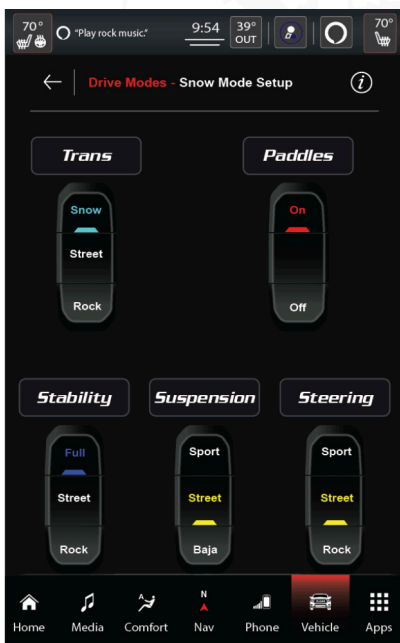 70°
"Play rock music."
9:54
39°
OUT
70°
Drive Modes - Snow Mode Setup
i
Trans
Paddles
Snow
On
Street
Rock
Off
Stability
Suspension
Steering
Full
Sport
Sport
Street
Street
Street
Rock
Baja
Rock
A
N
Home
Media
Comfort
Nav
Phone
Vehicle
Apps